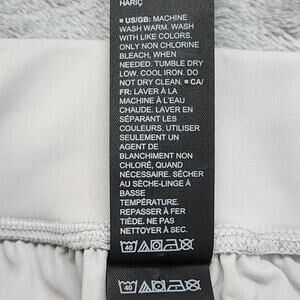 HARIÇ
■ US/GB: MACHINE
WASH WARM. WASH
WITH LIKE COLORS.
ONLY NON CHLORINE
BLEACH, WHEN
NEEDED. TUMBLE DRY
LOW. COOL IRON. DO
NOT DRY CLEAN. ■ CA/
FR: LAVER À LA
MACHINE À L'EAU
CHAUDE. LAVER EN
SÉPARANT LES
COULEURS. UTILISER
SEULEMENT UN
AGENT DE
BLANCHIMENT NON
CHLORÉ, QUAND
NÉCESSAIRE. SÉCHER
AU SÈCHE-LINGE À
BASSE
TEMPÉRATURE.
REPASSER À FER
TIÈDE. NE PAS
NETTOYER À SEC.
40
40